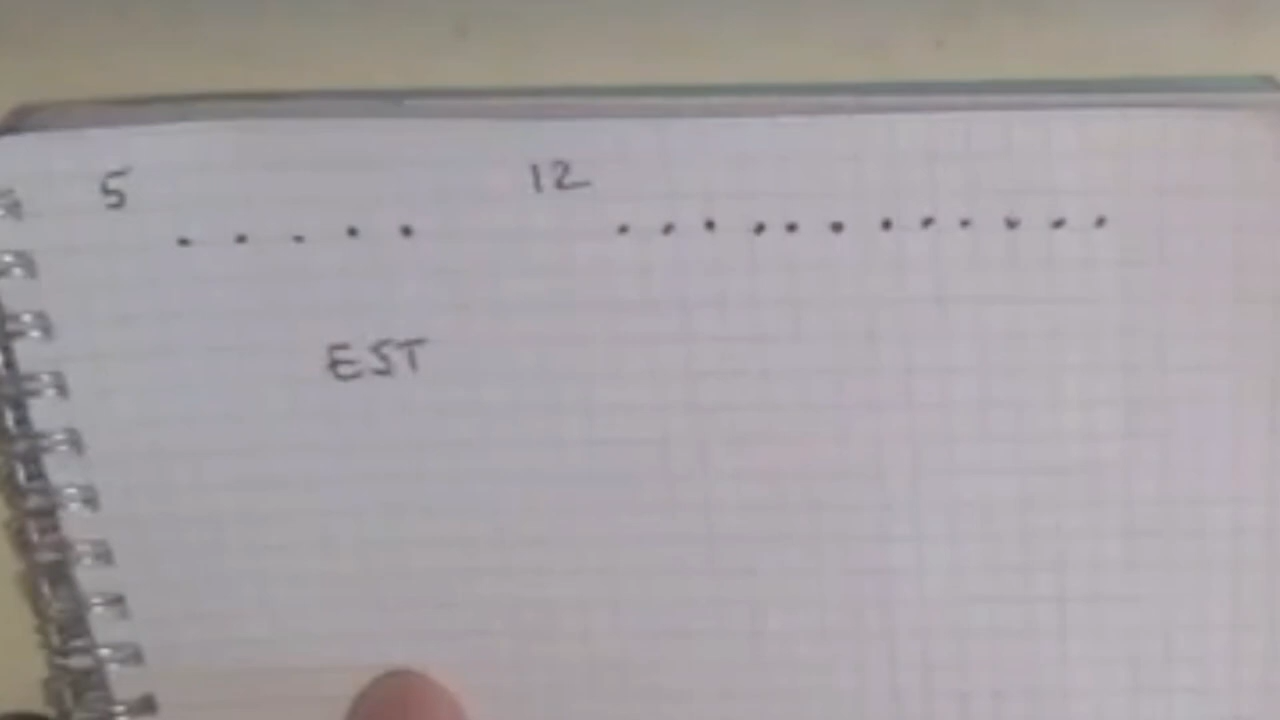 5 12
. . . . . . . . . . . . . . . . .
EST